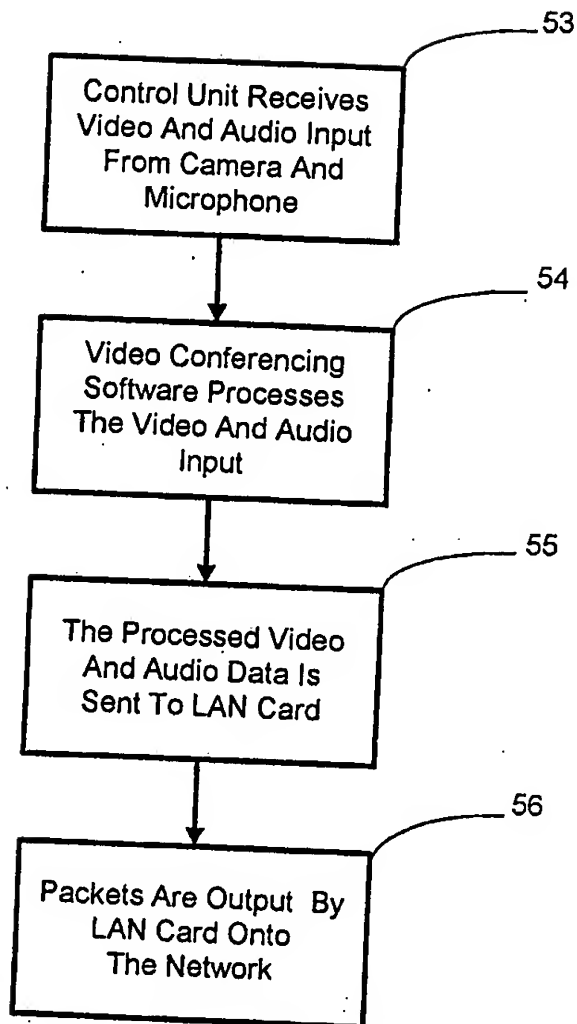 53
Control Unit Receives
Video And Audio Input
From Camera And
Microphone
54
Video Conferencing
Software Processes
The Video And Audio
Input
55
The Processed Video
And Audio Data Is
Sent To LAN Card
56
Packets Are Output By
LAN Card Onto
The Network